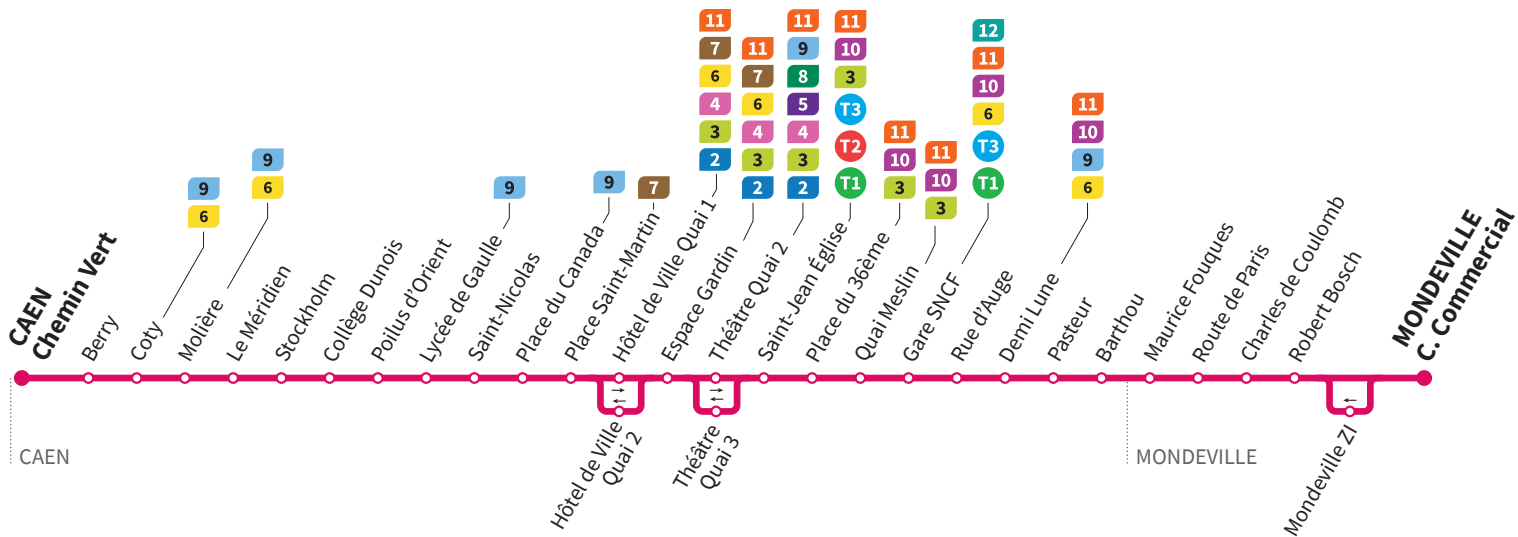 11
7
6
4
3
2
11
7
6
4
3
2
11
9
8
5
4
3
2
11
10
3
T3
T2
T1
12
11
10
6
T3
T1
11
10
9
6
11
10
3
11
10
3
9
6
9
6
9
9
7
CAEN
Chemin Vert
Berry
Coty
Molière
Le Méridien
Stockholm
Collège Dunois
Poilus d'Orient
Lycée de Gaulle
Saint-Nicolas
Place du Canada
Place Saint-Martin
Hôtel de Ville Quai 1
Espace Gardin
Théâtre Quai 2
Saint-Jean Église
Place du 36ème
Quai Meslin
Gare SNCF
Rue d'Auge
Demi Lune
Pasteur
Barthou
Maurice Fouques
Route de Paris
Charles de Coulomb
Robert Bosch
MONDEVILLE
C. Commercial
Hôtel de Ville
Quai 2
Théâtre
Quai 3
Mondeville ZI
CAEN
MONDEVILLE